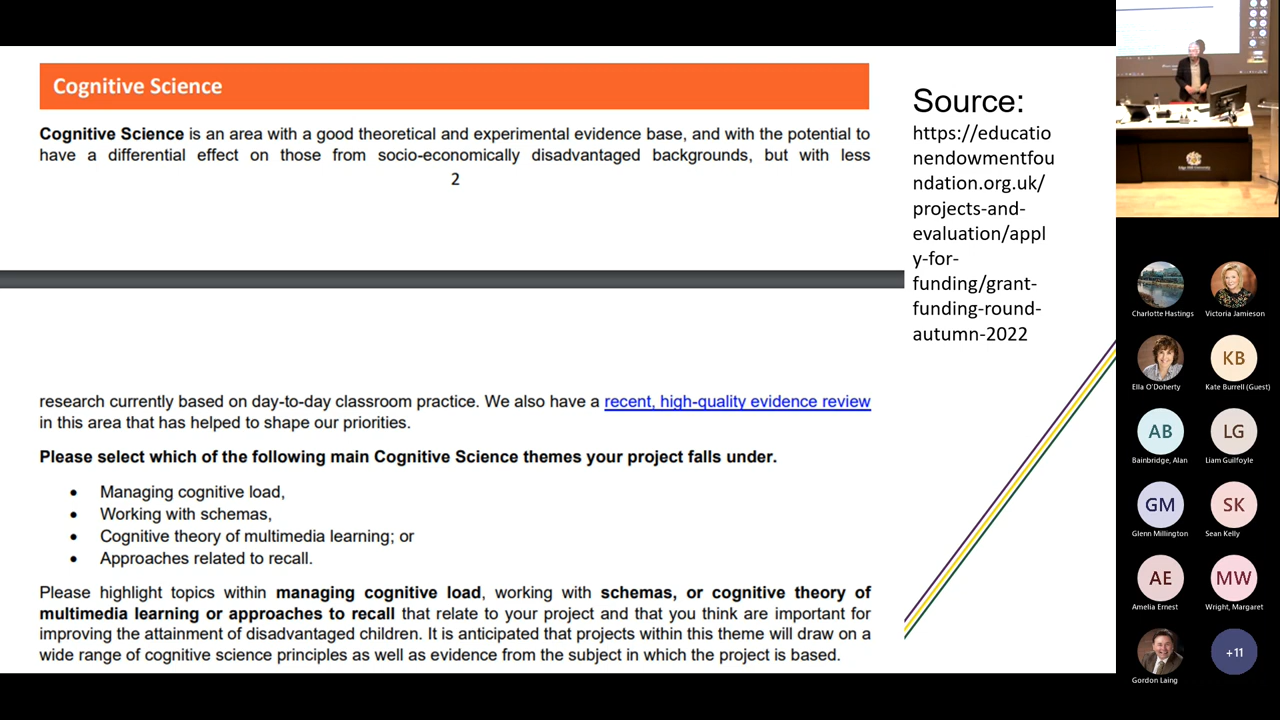 Cognitive Science
Cognitive Science is an area with a good theoretical and experimental evidence base, and with the potential to
have a differential effect on those from socio-economically disadvantaged backgrounds, but with less
2
research currently based on day-to-day classroom practice. We also have a recent, high-quality evidence review
in this area that has helped to shape our priorities.
Please select which of the following main Cognitive Science themes your project falls under.
• Managing cognitive load,
• Working with schemas,
• Cognitive theory of multimedia learning; or
• Approaches related to recall.
Please highlight topics within managing cognitive load, working with schemas, or cognitive theory of
multimedia learning or approaches to recall that relate to your project and that you think are important for
improving the attainment of disadvantaged children. It is anticipated that projects within this theme will draw on a
wide range of cognitive science principles as well as evidence from the subject in which the project is based.
Source:
https://educatio
nendowmentfou
ndation.org.uk/
projects-and-
evaluation/appl
y-for-
funding/grant-
funding-round-
autumn-2022
Edge Hill University
Charlotte Hastings
Victoria Jamieson
Ella O'Doherty
KB
Kate Burrell (Guest)
AB
Bainbridge, Alan
LG
Liam Guilfoyle
GM
Glenn Millington
SK
Sean Kelly
AE
Amelia Ernest
MW
Wright, Margaret
Gordon Laing
+11